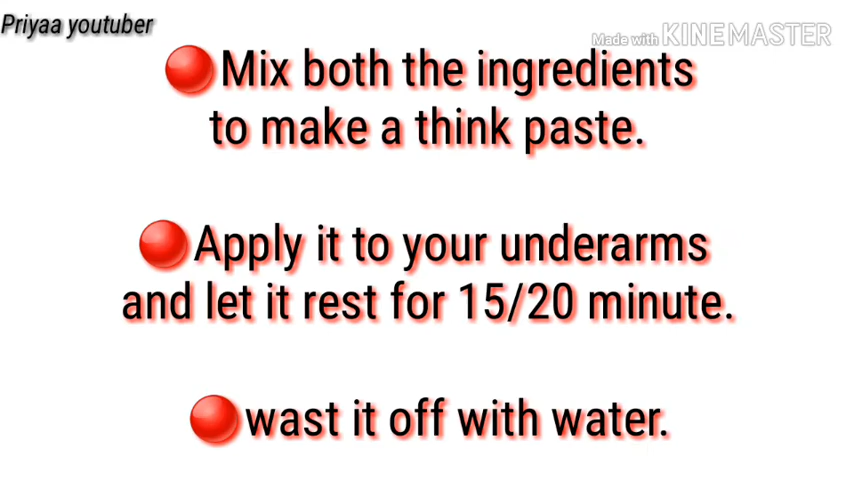 Priyaa youtuber
Made with KINEMASTER
Mix both the ingredients
to make a think paste.
Apply it to your underarms
and let it rest for 15/20 minute.
wast it off with water.